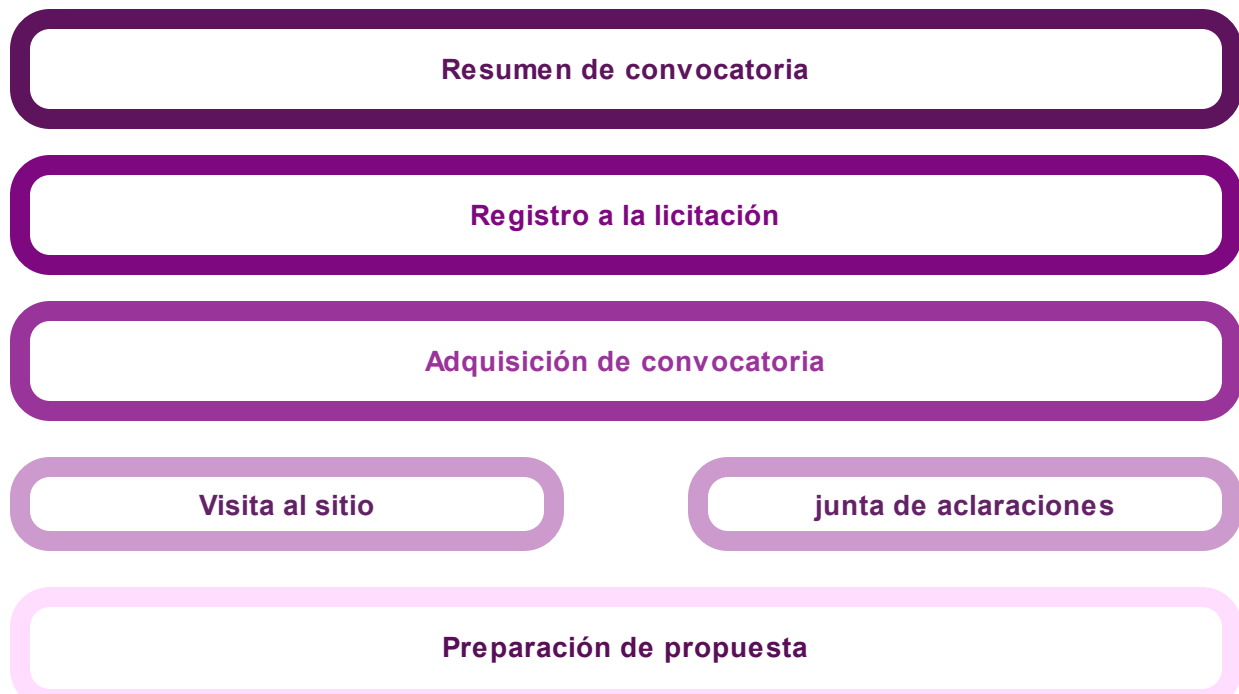 Resumen de convocatoria
Registro a la licitación
Adquisición de convocatoria
Visita al sitio
junta de aclaraciones
Preparación de propuesta